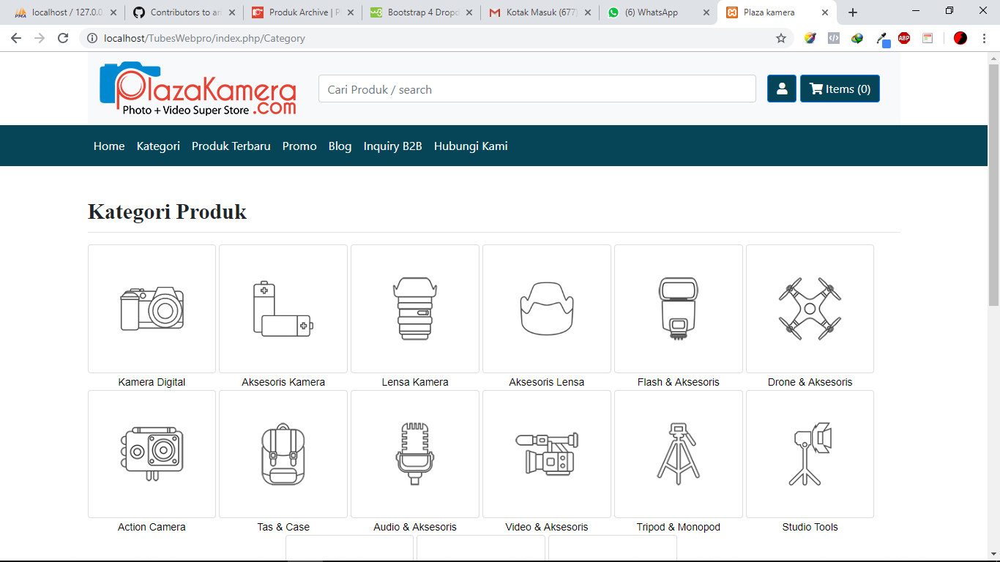 localhost / 127.0.0
Contributors to ar
Produk Archive | P
Bootstrap 4 Dropd
Kotak Masuk (677)
(6) WhatsApp
Plaza kamera
localhost/TubesWebpro/index.php/Category
ABP
PlazaKamera
Photo + Video Super Store .com
Cari Produk / search
Items (0)
Home Kategori Produk Terbaru Promo Blog Inquiry B2B Hubungi Kami
Kategori Produk
Kamera Digital
Aksesoris Kamera
Lensa Kamera
Aksesoris Lensa
Flash & Aksesoris
Drone & Aksesoris
Action Camera
Tas & Case
Audio & Aksesoris
Video & Aksesoris
Tripod & Monopod
Studio Tools